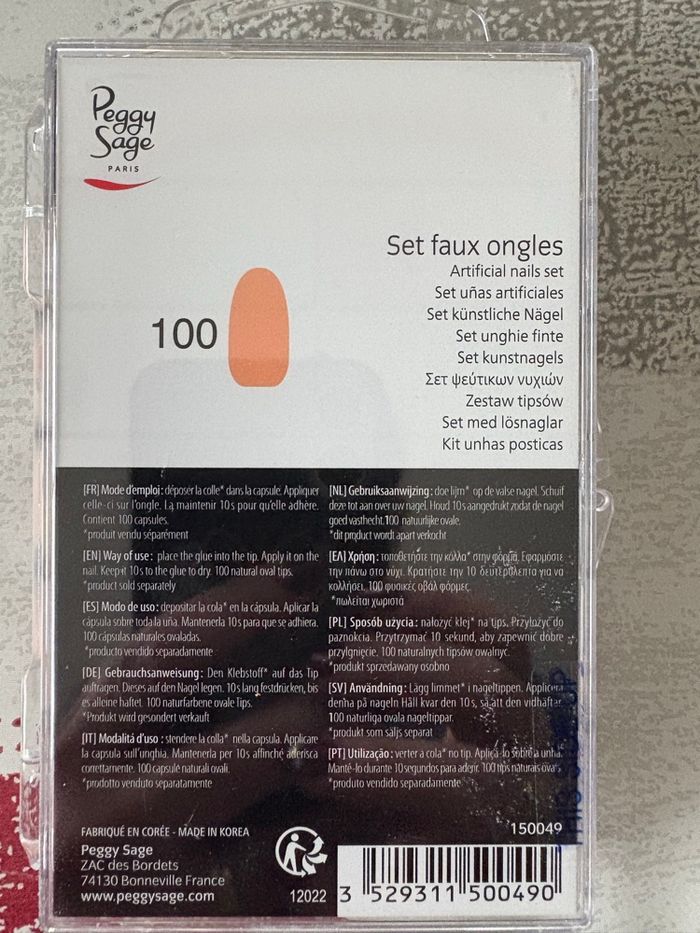 Peggy
Sage
PARIS
Set faux ongles
Artificial nails set
Set uñas artificiales
Set künstliche Nägel
Set unghie finte
Set kunstnagels
Σετ ψεύτικων νυχιών
Zestaw tipsów
Set med lösnaglar
Kit unhas posticas
100
[FR] Mode d'emploi : déposer la colle* dans la capsule. Appliquer
celle-ci sur l'ongle. La maintenir 10 s pour qu'elle adhère.
Contient 100 capsules.
*produit vendu séparément
[EN] Way of use : place the glue into the tip. Apply it on the
nail. Keep it 10 s to the glue to dry. 100 natural oval tips.
*product sold separately
[ES] Modo de uso : depositar la cola* en la cápsula. Aplicar la
cápsula sobre toda la uña. Mantenerla 10 s para que se adhiera.
100 cápsulas naturales ovaladas.
*producto vendido separadamente
[DE] Gebrauchsanweisung : Den Klebstoff* auf das Tip
auftragen. Dieses auf den Nagel legen. 10 s lang festdrücken, bis
es alleine haftet. 100 naturfarbene ovale Tips.
*Produkt wird gesondert verkauft
[IT] Modalitá d'uso : stendere la colla* nella capsula. Applicare
la capsula sull'unghia. Mantenerla per 10 s affinché aderisca
correttamente. 100 capsule naturali ovali.
*prodotto venduto separatamente
[NL] Gebruiksaanwijzing : doe lijm* op de valse nagel. Schuif
deze tot aan over uw nagel. Houd 10 s aangedrukt zodat de nagel
goed vasthecht. 100 natuurlijke ovale.
*dit product wordt apart verkocht
[ΕΛ] Χρήση : τοποθετήστε την κόλλα* στην φόρμα. Εφαρμόστε
την πάνω στο νύχι. Κρατήστε την 10 δευτερόλεπτα για να
κολλήσει. 100 φυσικές οβάλ φόρμες.
*πωλείται χωριστά
[PL] Sposób użycia : nałożyć klej* na tips. Przyłożyć do
paznokcia. Przytrzymać 10 sekund, aby zapewnić dobre
przylgnięcie. 100 naturalnych tipsów owalnyc.
*produkt sprzedawany osobno
[SV] Användning : Lägg limmet* i nageltippen. Applicera
denna på nageln Håll kvar den 10 s, så att den vidhäftar
100 naturliga ovala nageltippar.
*produkt som säljs separat
[PT] Utilização : verter a cola* no tip. Aplicá-lo sobre a unha.
Mantê-lo durante 10 segundos para aderir. 100 tips naturais ovais
*produto vendido separadamente
FABRIQUÉ EN CORÉE - MADE IN KOREA
Peggy Sage
ZAC des Bordets
74130 Bonneville France
www.peggysage.com
12022
150049
3 529311 500490